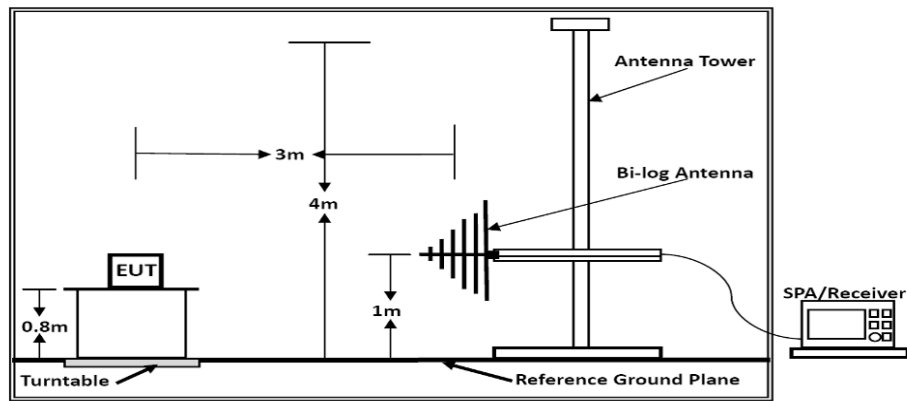 Antenna Tower
3m
Bi-log Antenna
4m
EUT
SPA/Receiver
0.8m
1m
Turntable
Reference Ground Plane